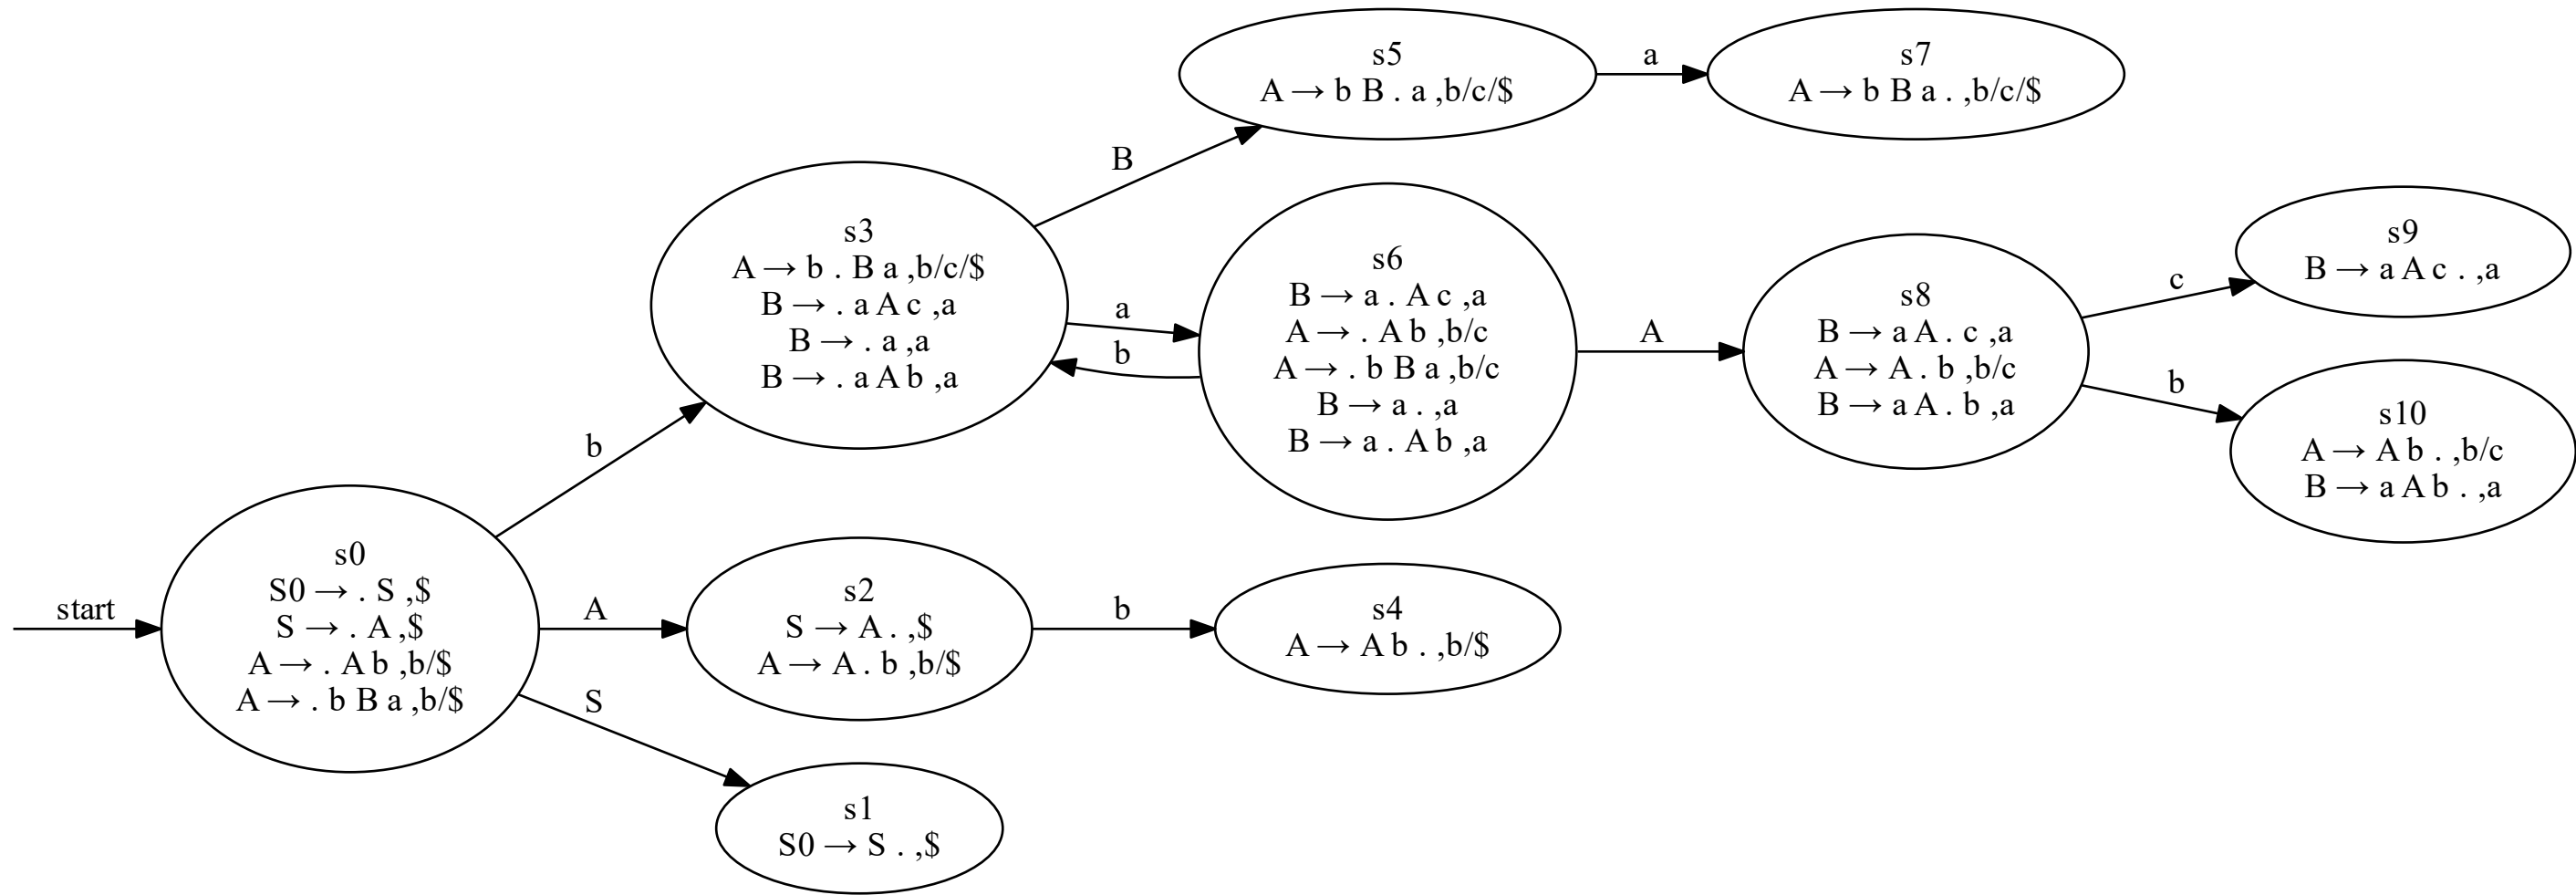 s5
A → b B . a ,b/c/$
a
s7
A → b B a . ,b/c/$
B
s3
A → b . B a ,b/c/$
B → . a A c ,a
B → . a ,a
B → . a A b ,a
a
b
s6
B → a . A c ,a
A → . A b ,b/c
A → . b B a ,b/c
B → a . ,a
B → a . A b ,a
A
s8
B → a A . c ,a
A → A . b ,b/c
B → a A . b ,a
c
s9
B → a A c . ,a
b
s10
A → A b . ,b/c
B → a A b . ,a
b
start
s0
S0 → . S ,$
S → . A ,$
A → . A b ,b/$
A → . b B a ,b/$
A
s2
S → A . ,$
A → A . b ,b/$
b
s4
A → A b . ,b/$
S
s1
S0 → S . ,$